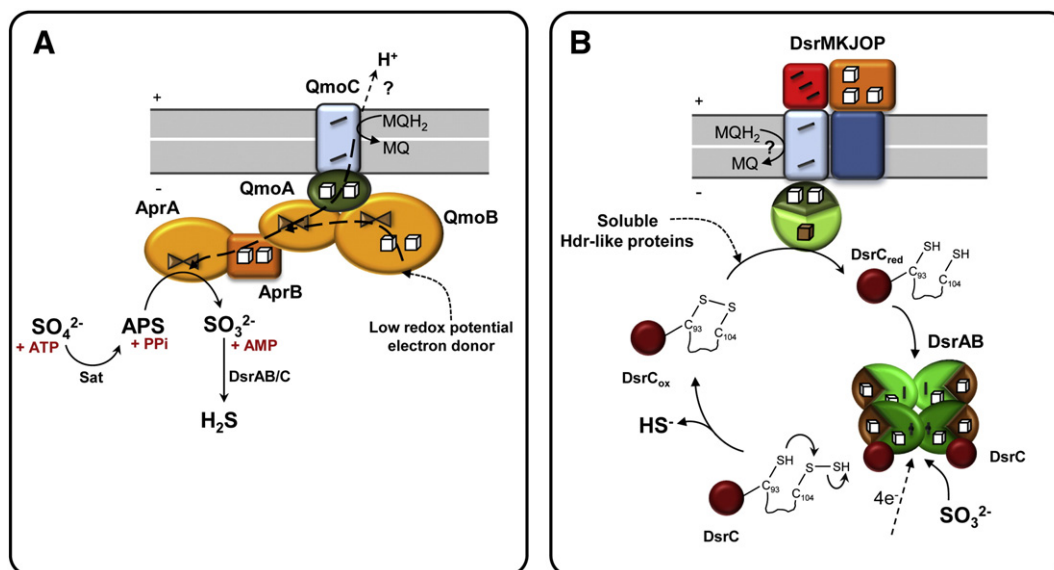 A
H⁺
?
QmoC
+
MQH₂
MQ
-
QmoA
QmoB
AprA
AprB
Low redox potential
electron donor
SO₄²⁻
+ ATP
APS
+ PPi
SO₃²⁻
+ AMP
Sat
DsrAB/C
H₂S
B
DsrMKJOP
+
MQH₂
?
MQ
-
Soluble
Hdr-like proteins
DsrCred
SH
SH
C93
C104
S
S
C93
C104
DsrCox
DsrAB
HS⁻
SH
S
SH
C93
C104
DsrC
DsrC
4e⁻
SO₃²⁻